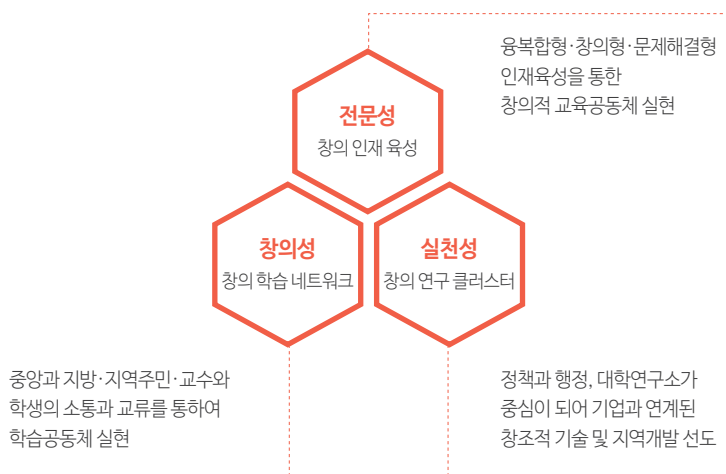 융복합형·창의형·문제해결형
인재육성을 통한
창의적 교육공동체 실현
전문성
창의 인재 육성
창의성
창의 학습 네트워크
실천성
창의 연구 클러스터
중앙과 지방·지역주민·교수와
학생의 소통과 교류를 통하여
학습공동체 실현
정책과 행정, 대학연구소가
중심이 되어 기업과 연계된
창조적 기술 및 지역개발 선도